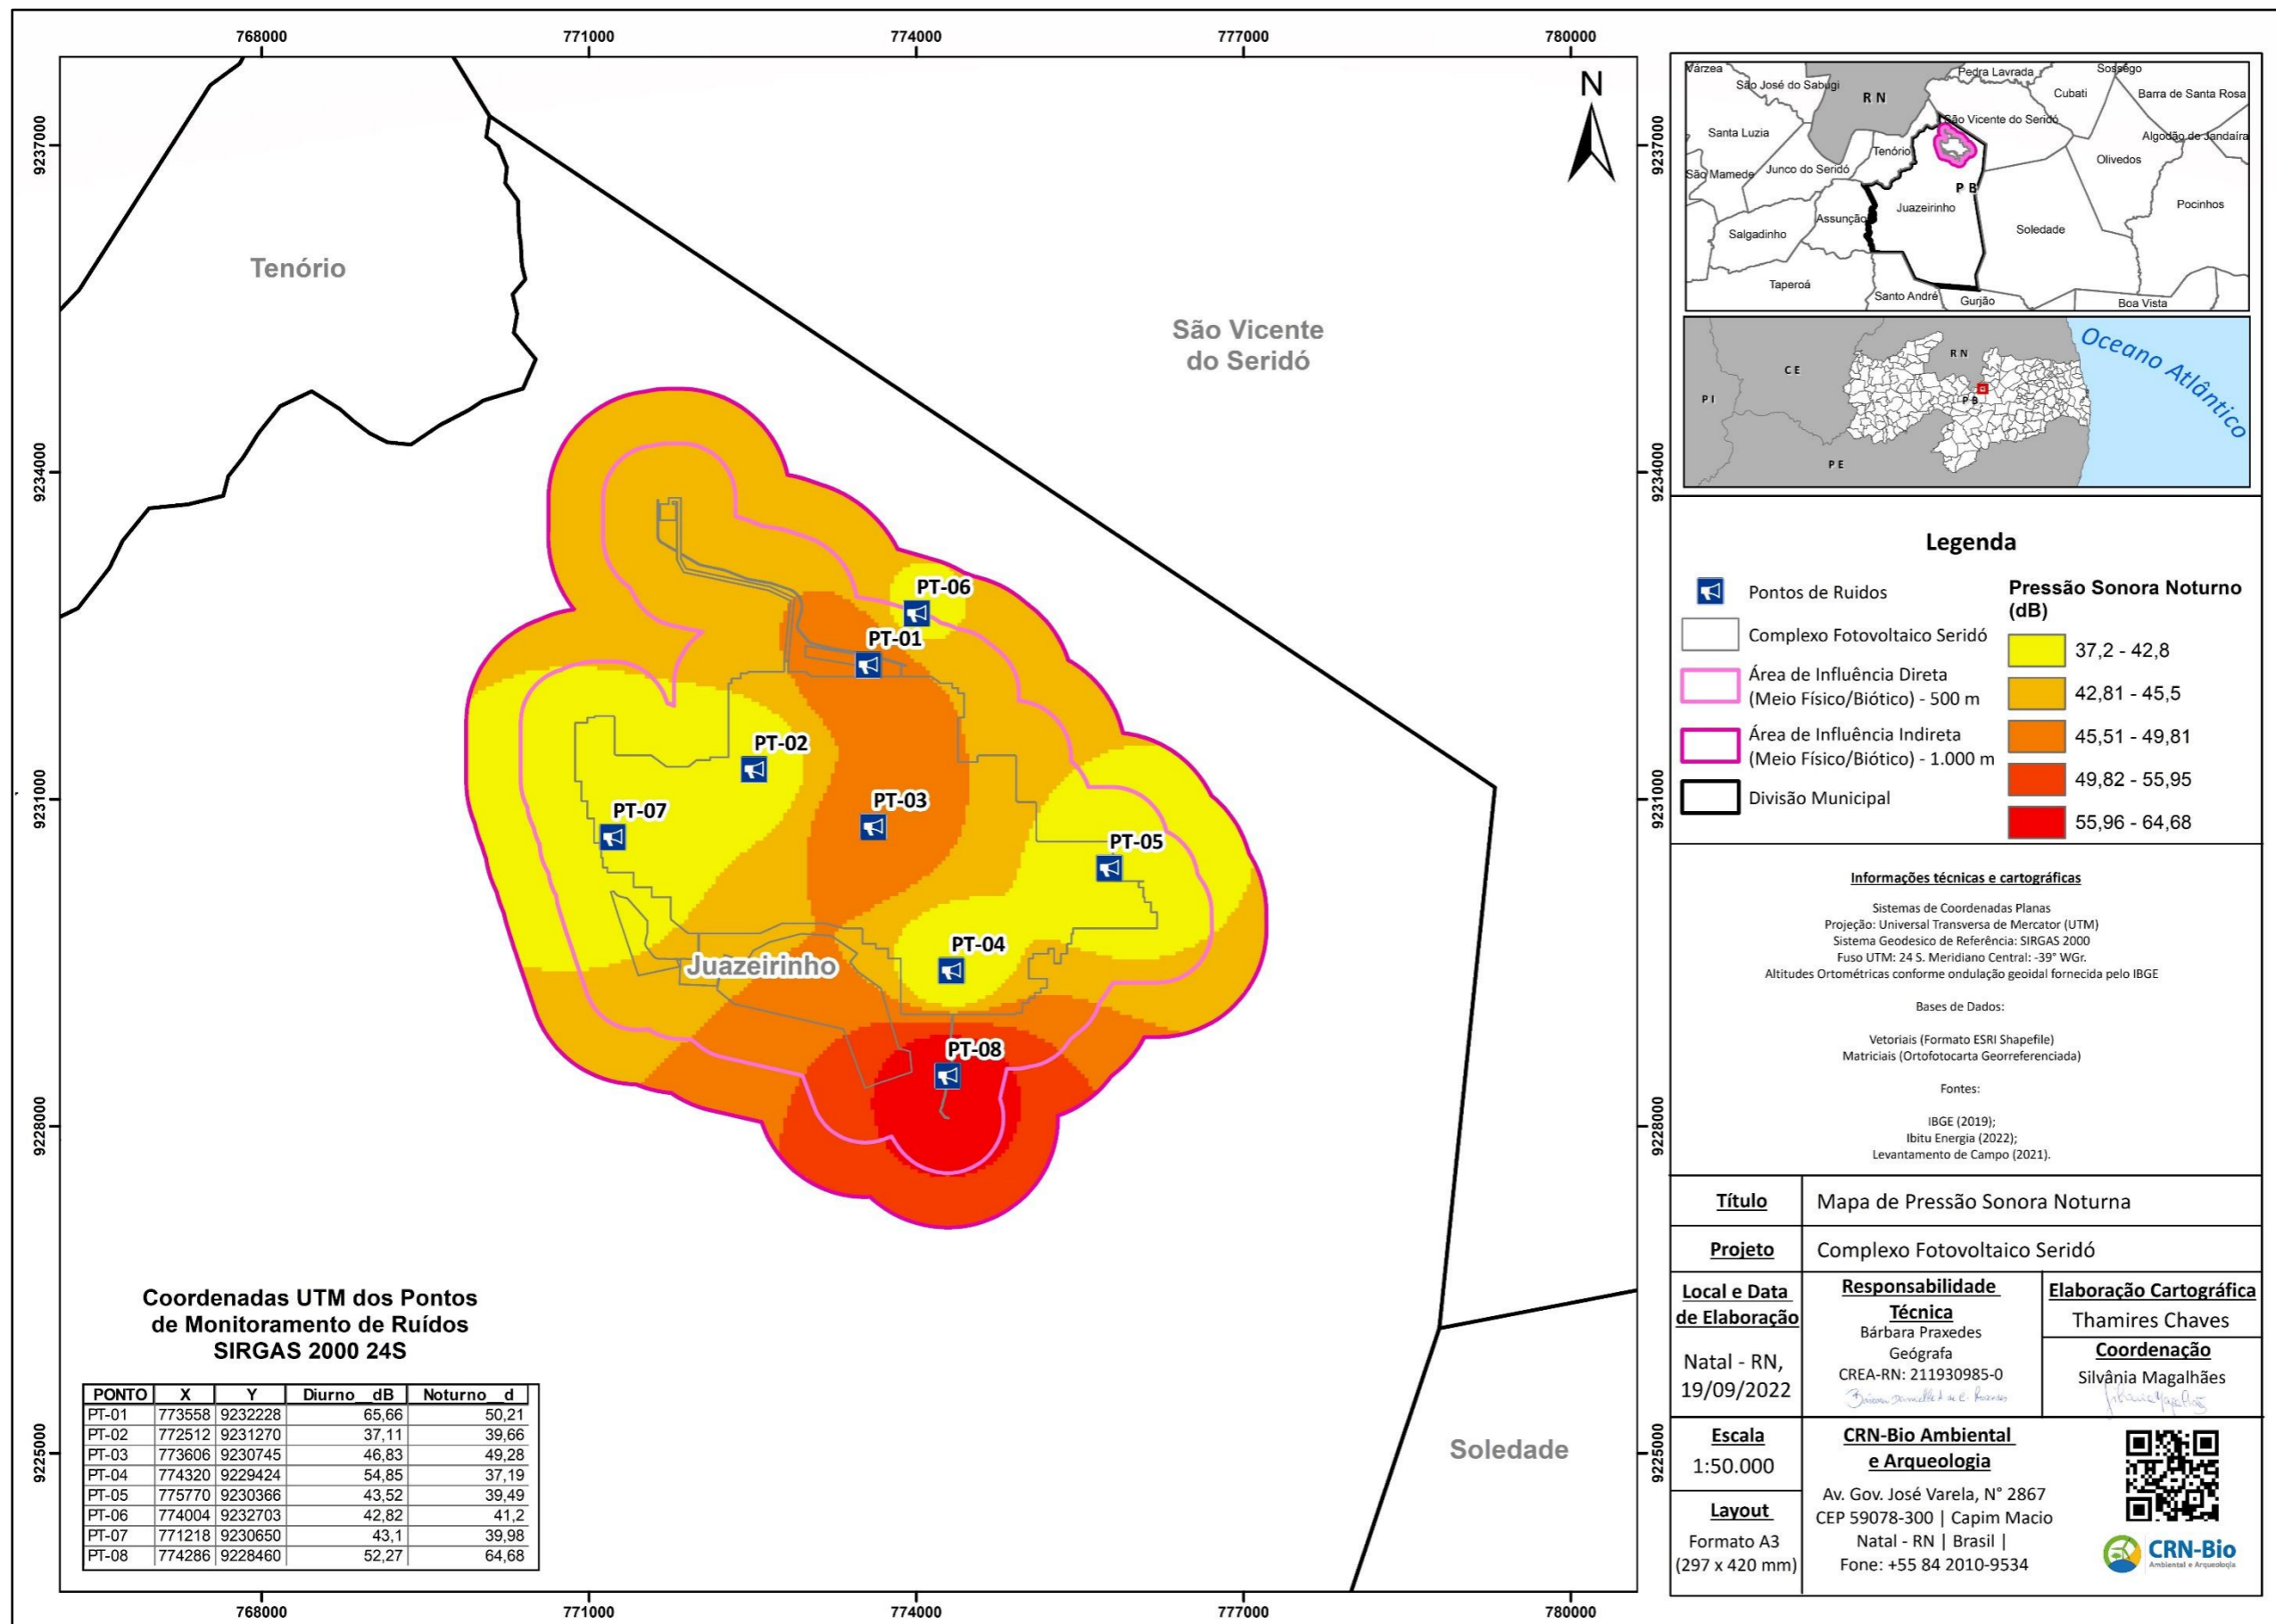 768000
771000
774000
777000
780000
9237000
9234000
9231000
9228000
9225000
N
Tenório
São Vicente
do Seridó
PT-06
PT-01
PT-02
PT-03
PT-07
PT-05
PT-04
Juazeirinho
PT-08
Soledade
9237000
9234000
9231000
9228000
9225000
768000
771000
774000
777000
780000
Coordenadas UTM dos Pontos
de Monitoramento de Ruídos
SIRGAS 2000 24S
PONTO X Y Diurno__dB Noturno__d
PT-01 773558 9232228 65,66 50,21
PT-02 772512 9231270 37,11 39,66
PT-03 773606 9230745 46,83 49,28
PT-04 774320 9229424 54,85 37,19
PT-05 775770 9230366 43,52 39,49
PT-06 774004 9232703 42,82 41,2
PT-07 771218 9230650 43,1 39,98
PT-08 774286 9228460 52,27 64,68
Várzea
São José do Sabugi
R N
Pedra Lavrada
Sossêgo
Cubati
Barra de Santa Rosa
Santa Luzia
São Vicente do Seridó
Algodão de Jandaíra
Tenório
Olivedos
São Mamede
Junco do Seridó
P B
Juazeirinho
Pocinhos
Assunção
Salgadinho
Soledade
Taperoá
Santo André
Gurjão
Boa Vista
Oceano Atlântico
R N
C E
P I
P B
P E
Legenda
Pontos de Ruidos
Complexo Fotovoltaico Seridó
Área de Influência Direta
(Meio Físico/Biótico) - 500 m
Área de Influência Indireta
(Meio Físico/Biótico) - 1.000 m
Divisão Municipal
Pressão Sonora Noturno
(dB)
37,2 - 42,8
42,81 - 45,5
45,51 - 49,81
49,82 - 55,95
55,96 - 64,68
Informações técnicas e cartográficas
Sistemas de Coordenadas Planas
Projeção: Universal Transversa de Mercator (UTM)
Sistema Geodesico de Referência: SIRGAS 2000
Fuso UTM: 24 S. Meridiano Central: -39° WGr.
Altitudes Ortométricas conforme ondulação geoidal fornecida pelo IBGE
Bases de Dados:
Vetoriais (Formato ESRI Shapefile)
Matriciais (Ortofotocarta Georreferenciada)
Fontes:
IBGE (2019);
Ibitu Energia (2022);
Levantamento de Campo (2021).
Título
Mapa de Pressão Sonora Noturna
Projeto
Complexo Fotovoltaico Seridó
Local e Data
de Elaboração
Natal - RN,
19/09/2022
Responsabilidade
Técnica
Bárbara Praxedes
Geógrafa
CREA-RN: 211930985-0
Elaboração Cartográfica
Thamires Chaves
Coordenação
Silvânia Magalhães
Escala
1:50.000
Layout
Formato A3
(297 x 420 mm)
CRN-Bio Ambiental
e Arqueologia
Av. Gov. José Varela, N° 2867
CEP 59078-300 | Capim Macio
Natal - RN | Brasil |
Fone: +55 84 2010-9534
CRN-Bio
Ambiental e Arqueologia